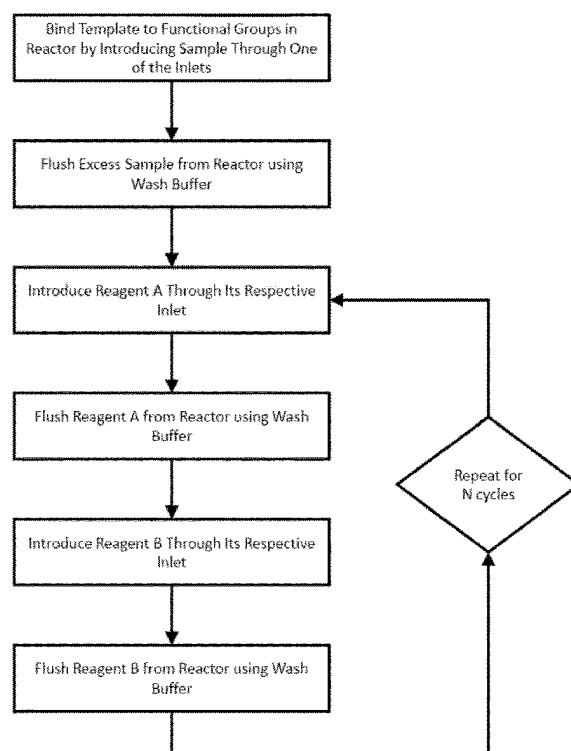 Bind Template to Functional Groups in
Reactor by Introducing Sample Through One
of the Inlets
Flush Excess Sample from Reactor using
Wash Buffer
Introduce Reagent A Through Its Respective
Inlet
Flush Reagent A from Reactor using Wash
Buffer
Repeat for
N cycles
Introduce Reagent B Through Its Respective
Inlet
Flush Reagent B from Reactor using Wash
Buffer